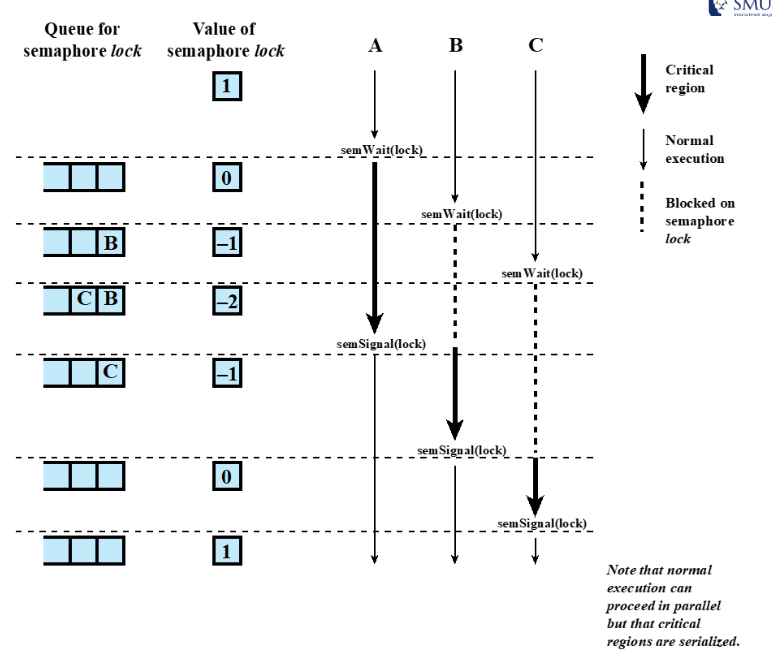 SMU
Queue for
semaphore lock
Value of
semaphore lock
A
B
C
1
Critical
region
Normal
execution
semWait(lock)
0
Blocked on
semaphore
lock
semWait(lock)
B
–1
semWait(lock)
C B
–2
semSignal(lock)
C
–1
semSignal(lock)
0
semSignal(lock)
1
Note that normal
execution can
proceed in parallel
but that critical
regions are serialized.